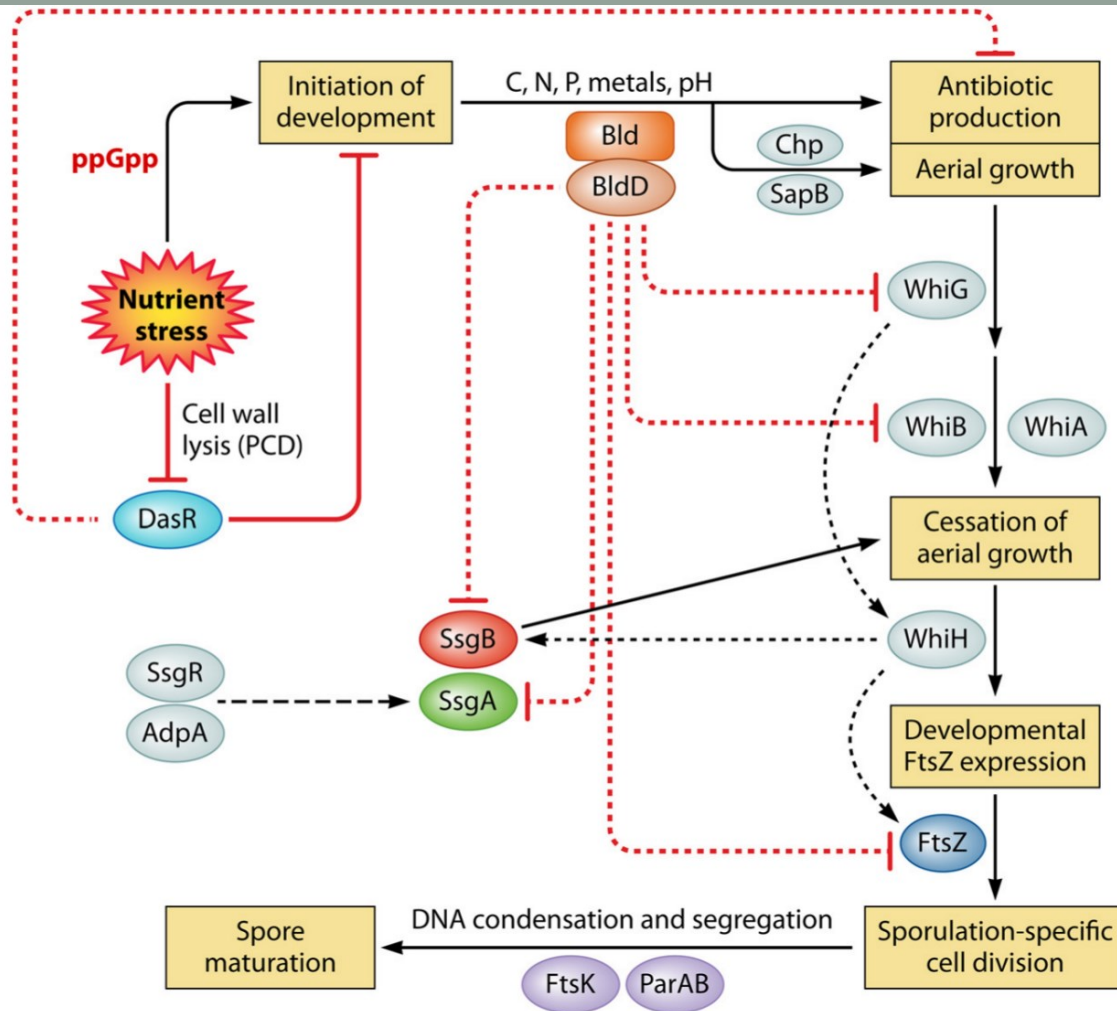 Initiation of
development
C, N, P, metals, pH
Antibiotic
production
Aerial growth
Bld
BldD
Chp
SapB
ppGpp
Nutrient
stress
Cell wall
lysis (PCD)
DasR
WhiG
WhiB
WhiA
Cessation of
aerial growth
SsgB
SsgA
WhiH
SsgR
AdpA
Developmental
FtsZ expression
FtsZ
DNA condensation and segregation
Spore
maturation
FtsK
ParAB
Sporulation-specific
cell division